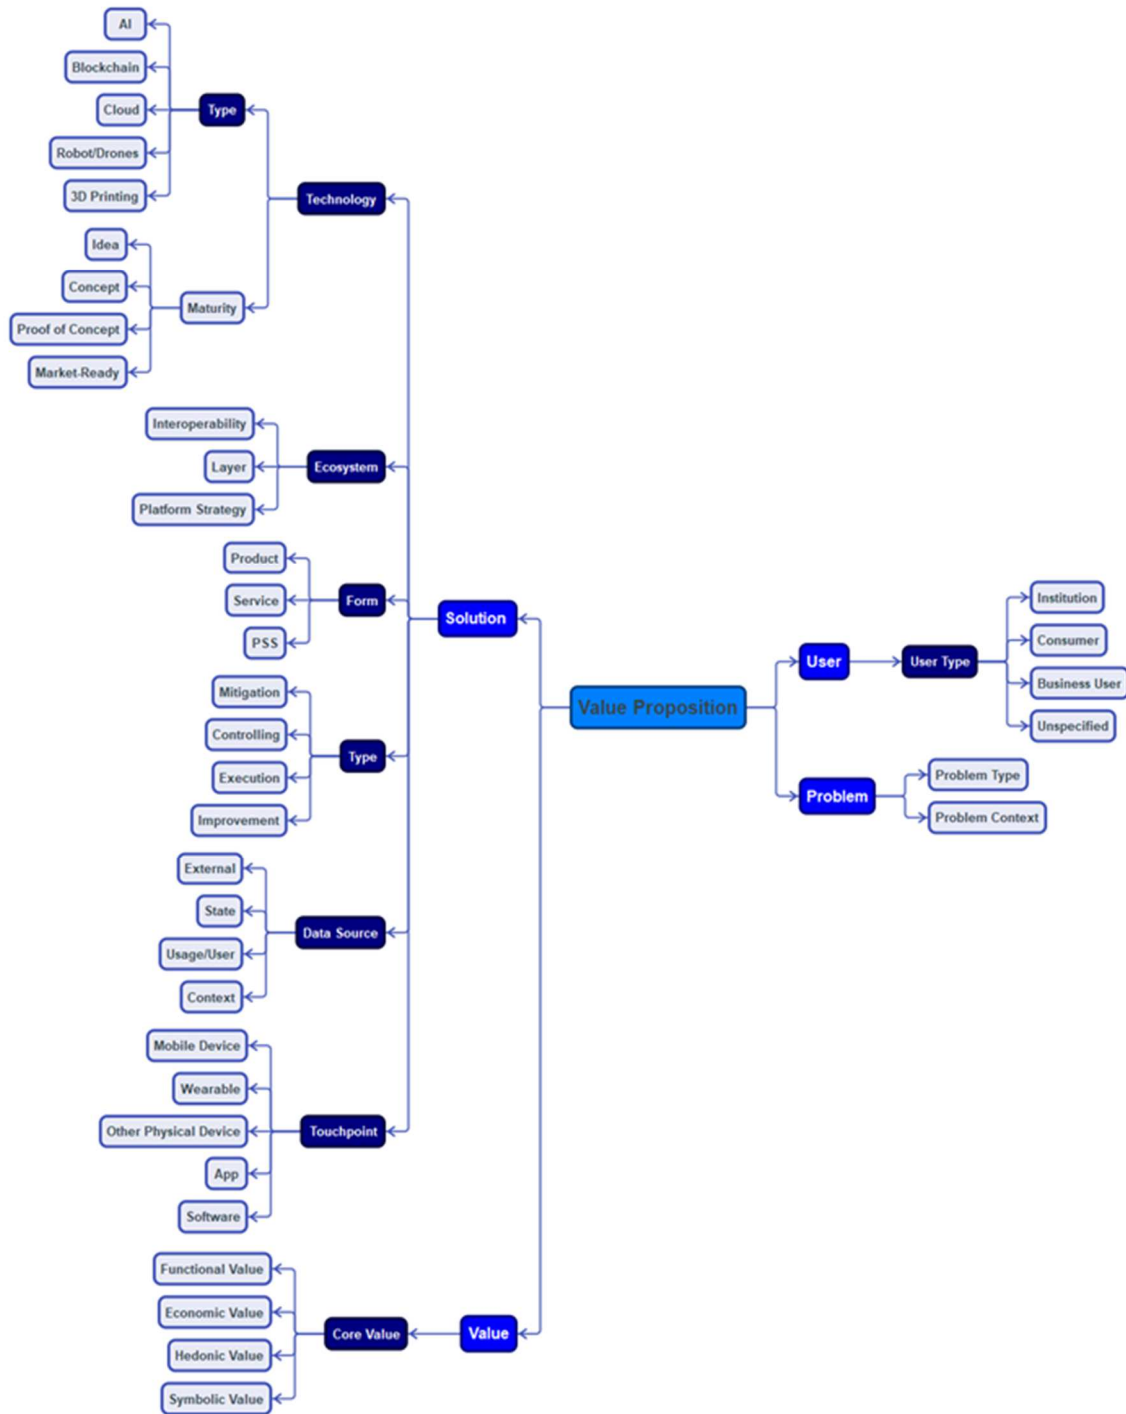 AI
Blockchain
Cloud
Robot/Drones
3D Printing
Type
Technology
Idea
Concept
Proof of Concept
Market-Ready
Maturity
Interoperability
Layer
Platform Strategy
Ecosystem
Product
Service
PSS
Form
Solution
Mitigation
Controlling
Execution
Improvement
Type
External
State
Usage/User
Context
Data Source
Mobile Device
Wearable
Other Physical Device
App
Software
Touchpoint
Functional Value
Economic Value
Hedonic Value
Symbolic Value
Core Value
Value
Value Proposition
User
User Type
Institution
Consumer
Business User
Unspecified
Problem
Problem Type
Problem Context